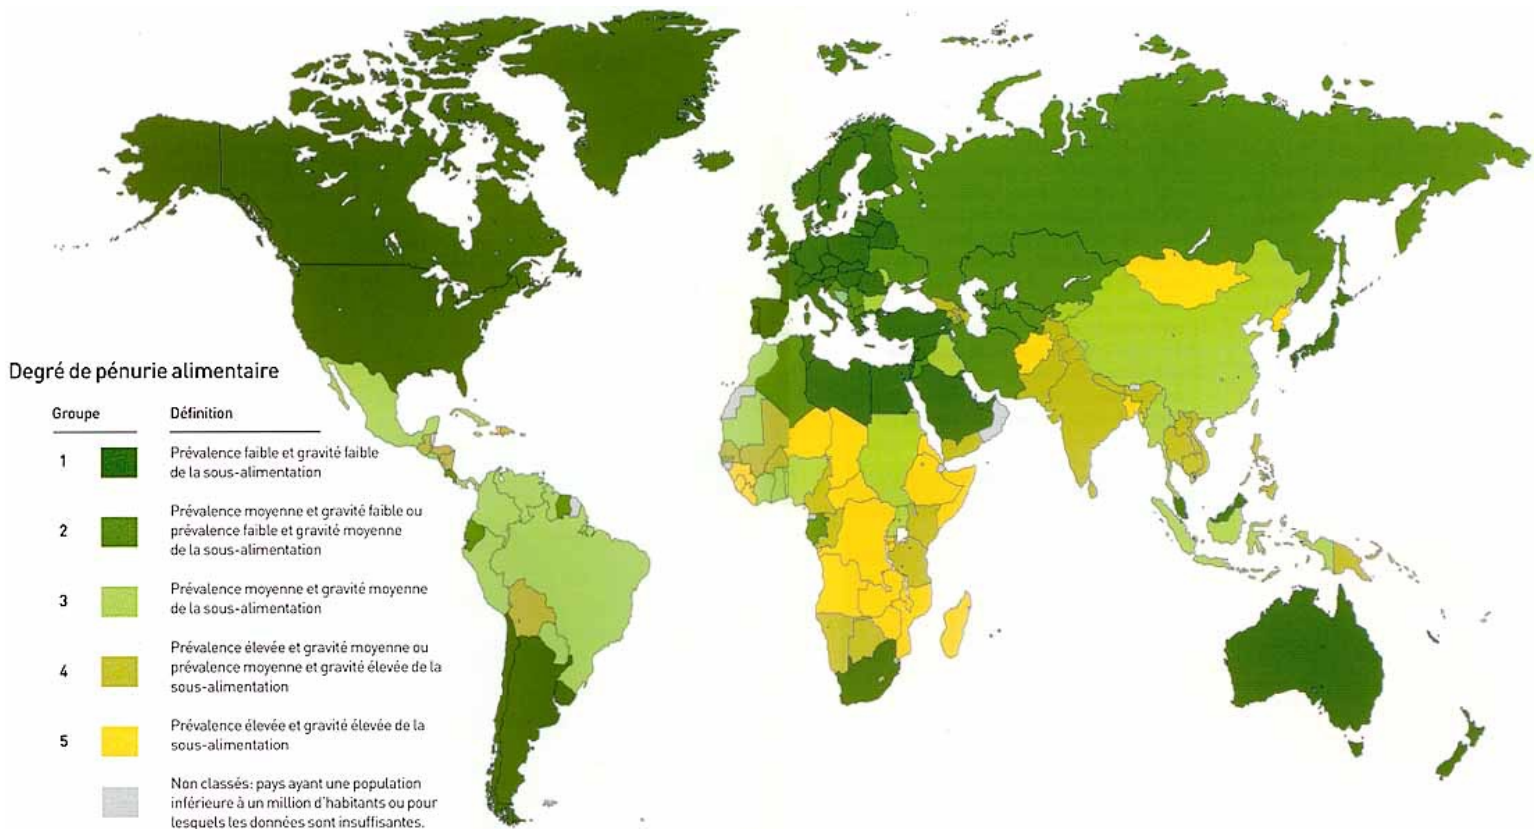 Degré de pénurie alimentaire
Groupe Définition
1 Prévalence faible et gravité faible
de la sous-alimentation
2 Prévalence moyenne et gravité faible ou
prévalence faible et gravité moyenne
de la sous-alimentation
3 Prévalence moyenne et gravité moyenne
de la sous-alimentation
4 Prévalence élevée et gravité moyenne ou
prévalence moyenne et gravité élevée de la
sous-alimentation
5 Prévalence élevée et gravité élevée de la
sous-alimentation
Non classés: pays ayant une population
inférieure à un million d'habitants ou pour
lesquels les données sont insuffisantes.